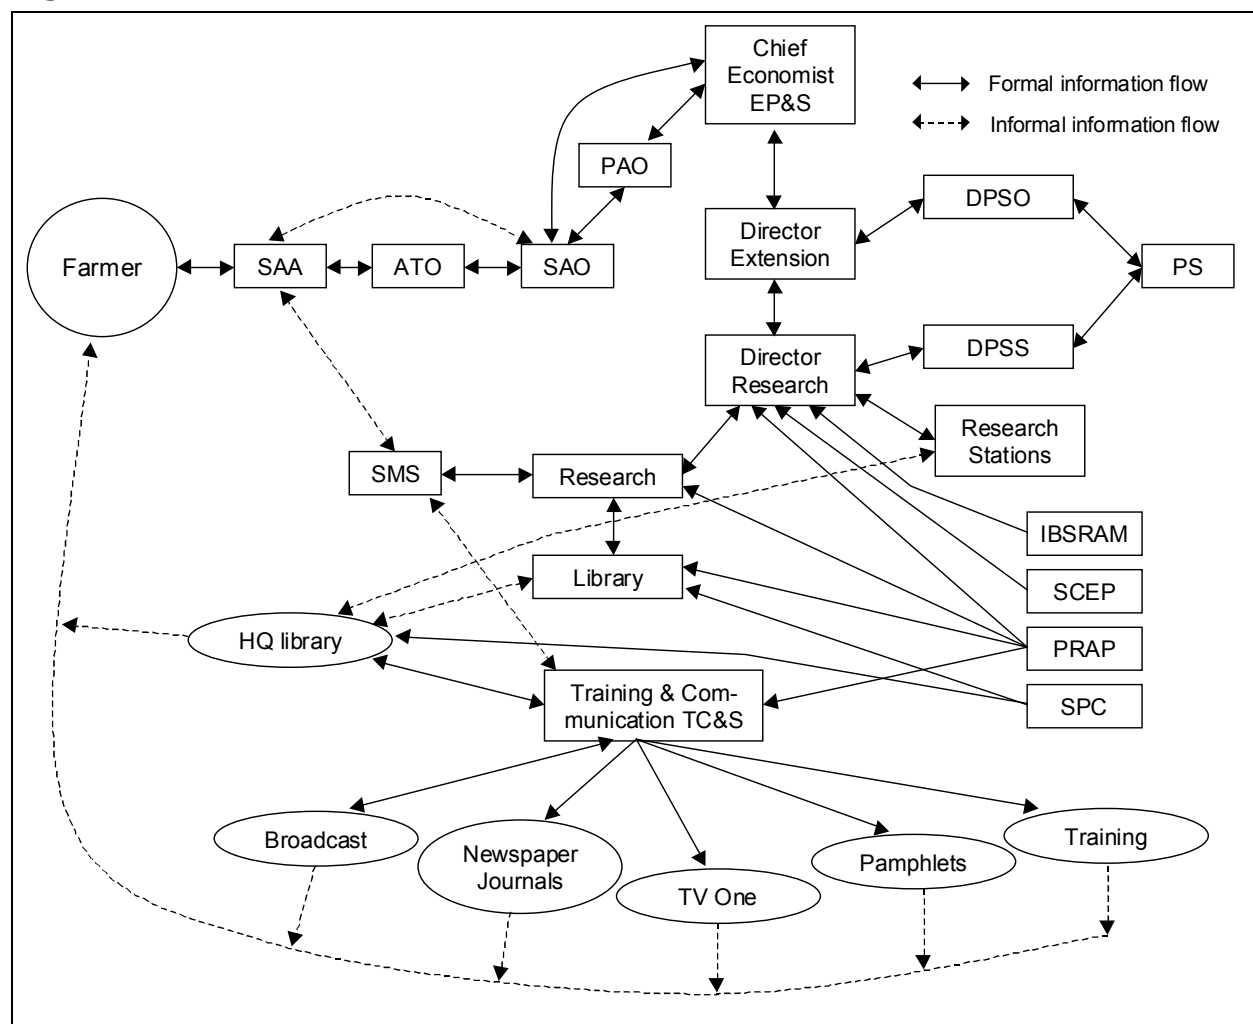 Chief
Economist
EP&S
Formal information flow
Informal information flow
PAO
DPSO
Farmer
SAA
ATO
SAO
Director
Extension
PS
Director
Research
DPSS
Research
Stations
SMS
Research
IBSRAM
Library
SCEP
HQ library
PRAP
Training & Com-
munication TC&S
SPC
Broadcast
Newspaper
Journals
TV One
Pamphlets
Training